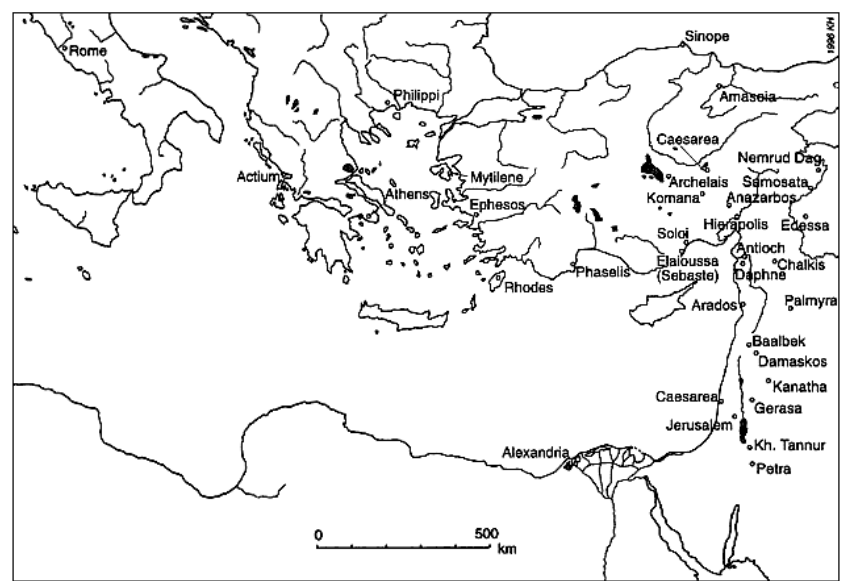 1996 KH
Sinope
Rome
Philippi
Amaseia
Caesarea
Nemrud Dag
Actium
Mytilene
Archelais
Samosata
Athens
Komana
Anazarbos
Ephesos
Hierapolis
Edessa
Soloi
Antioch
Elaioussa
(Sebaste)
Daphne
Chalkis
Phaselis
Rhodes
Arados
Palmyra
Baalbek
Damaskos
Kanatha
Caesarea
Gerasa
Jerusalem
Alexandria
Kh. Tannur
Petra
0 500
km